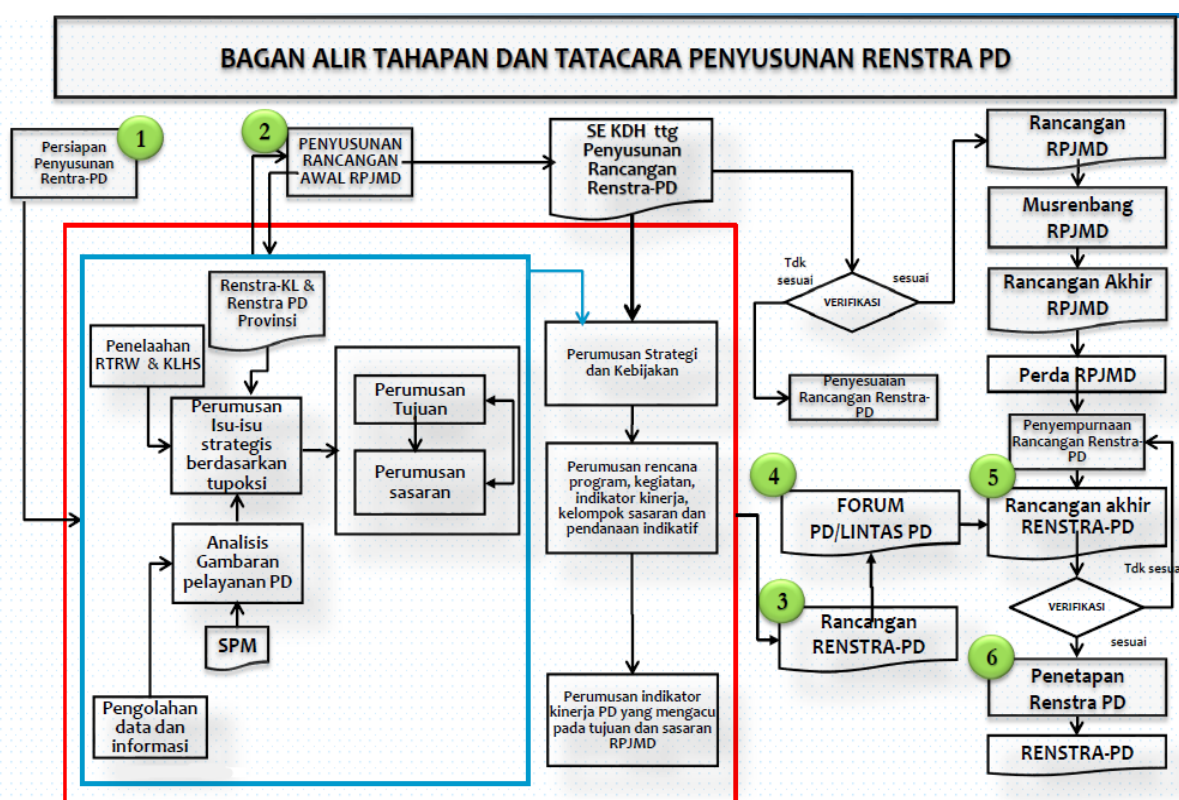 BAGAN ALIR TAHAPAN DAN TATACARA PENYUSUNAN RENSTRA PD
1
Persiapan
Penyusunan
Rentra-PD
2
PENYUSUNAN
RANCANGAN
AWAL RPJMD
SE KDH ttg
Penyusunan
Rancangan
Renstra-PD
Rancangan
RPJMD
Musrenbang
RPJMD
Rancangan Akhir
RPJMD
Perda RPJMD
Penyempurnaan
Rancangan Renstra-
PD
Tdk
sesuai
sesuai
VERIFIKASI
Penyesuaian
Rancangan Renstra-
PD
Renstra-KL &
Renstra PD
Provinsi
Penelaahan
RTRW & KLHS
Perumusan
Isu-isu
strategis
berdasarkan
tupoksi
Perumusan
Tujuan
Perumusan
sasaran
Analisis
Gambaran
pelayanan PD
SPM
Pengolahan
data dan
informasi
Perumusan Strategi
dan Kebijakan
Perumusan rencana
program, kegiatan,
indikator kinerja,
kelompok sasaran dan
pendanaan indikatif
Perumusan indikator
kinerja PD yang mengacu
pada tujuan dan sasaran
RPJMD
3
Rancangan
RENSTRA-PD
4
FORUM
PD/LINTAS PD
5
Rancangan akhir
RENSTRA-PD
Tdk sesua
VERIFIKASI
sesuai
6
Penetapan
Renstra PD
RENSTRA-PD